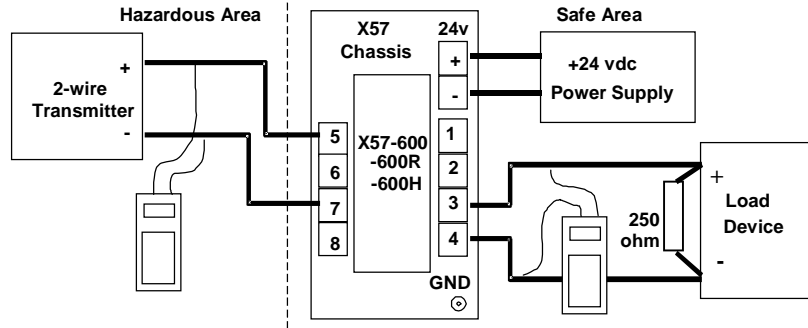 Hazardous Area
Safe Area
X57
Chassis
24v
+
-
+24 vdc
Power Supply
2-wire
Transmitter
+
-
5
6
7
8
X57-600
-600R
-600H
1
2
3
4
GND
250
ohm
+
-
Load
Device